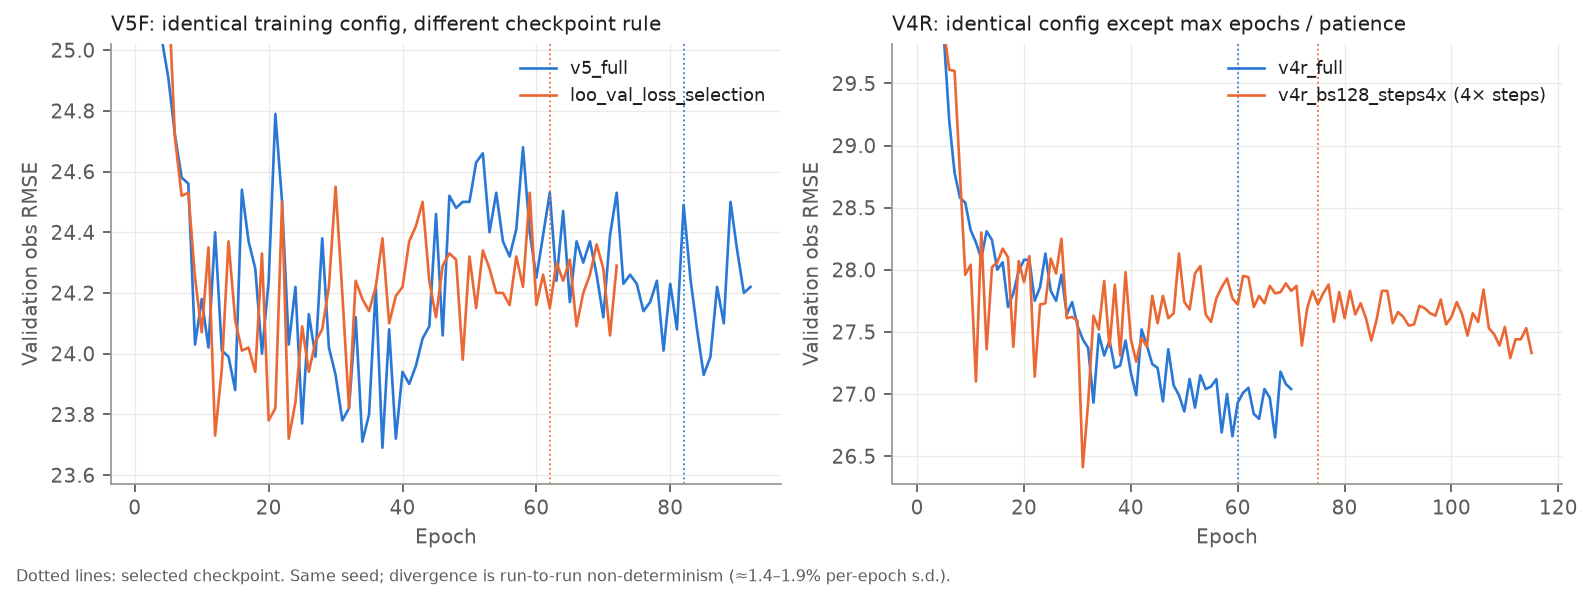 V5F: identical training config, different checkpoint rule
25.0
24.8
24.6
24.4
24.2
24.0
23.8
23.6
Validation obs RMSE
v5_full
loo_val_loss_selection
0 20 40 60 80
Epoch
V4R: identical config except max epochs / patience
29.5
29.0
28.5
28.0
27.5
27.0
26.5
Validation obs RMSE
v4r_full
v4r_bs128_steps4x (4× steps)
0 20 40 60 80 100 120
Epoch
Dotted lines: selected checkpoint. Same seed; divergence is run-to-run non-determinism (≈1.4–1.9% per-epoch s.d.).